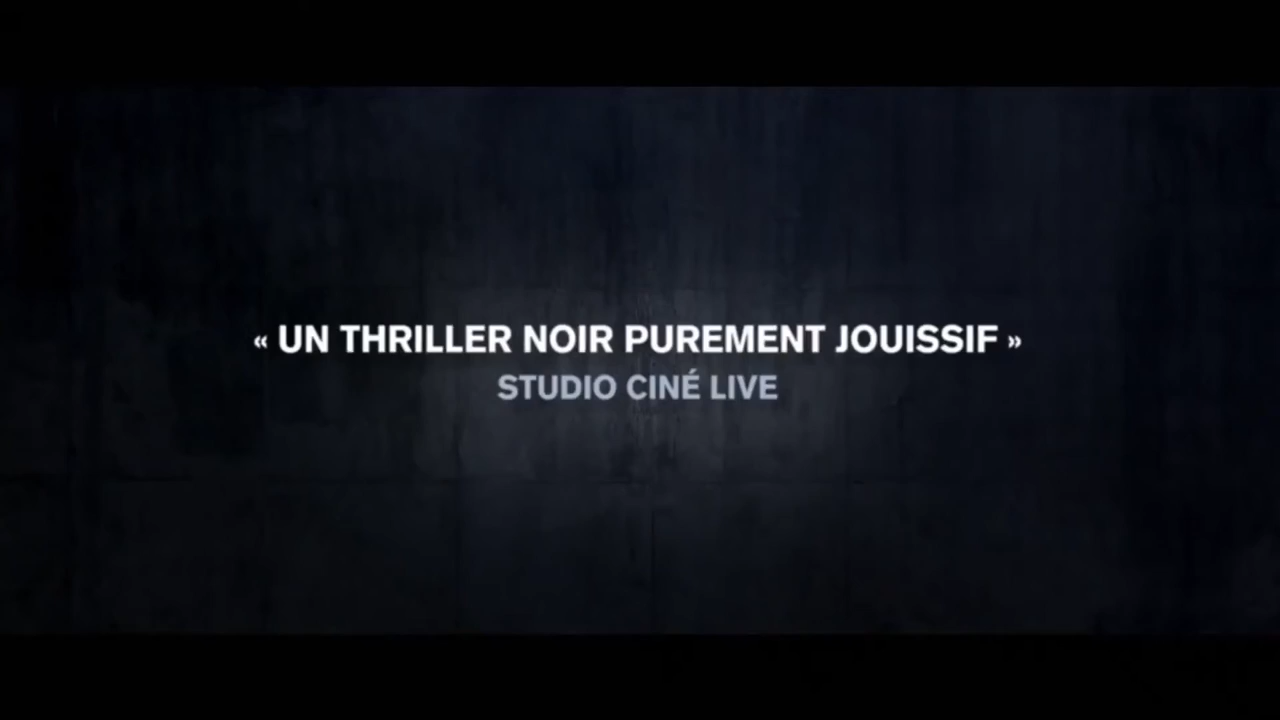 « UN THRILLER NOIR PUREMENT JOUISSIF »
STUDIO CINÉ LIVE